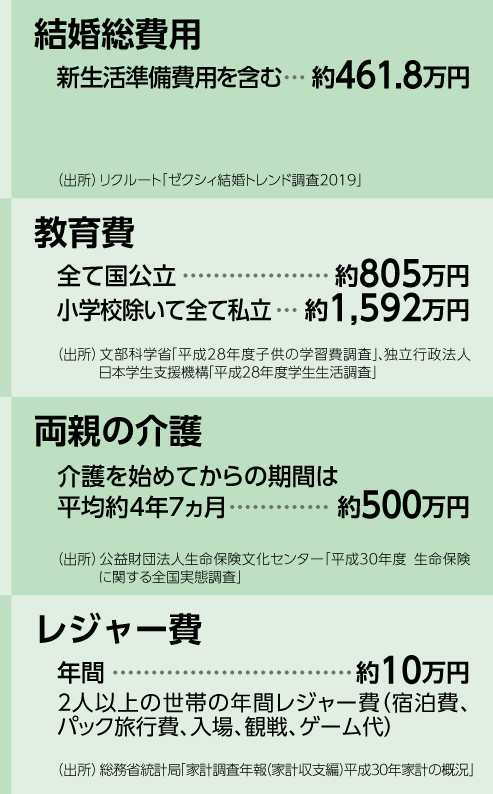 結婚総費用
新生活準備費用を含む… 約461.8万円
(出所)リクルート「ゼクシィ結婚トレンド調査2019」
教育費
全て国公立………………… 約805万円
小学校除いて全て私立… 約1,592万円
(出所)文部科学省「平成28年度子供の学習費調査」、独立行政法人
日本学生支援機構「平成28年度学生生活調査」
両親の介護
介護を始めてからの期間は
平均約4年7ヵ月………… 約500万円
(出所)公益財団法人生命保険文化センター「平成30年度 生命保険
に関する全国実態調査」
レジャー費
年間……………………………約10万円
2人以上の世帯の年間レジャー費(宿泊費、
パック旅行費、入場、観戦、ゲーム代)
(出所)総務省統計局「家計調査年報(家計収支編)平成30年家計の概況」